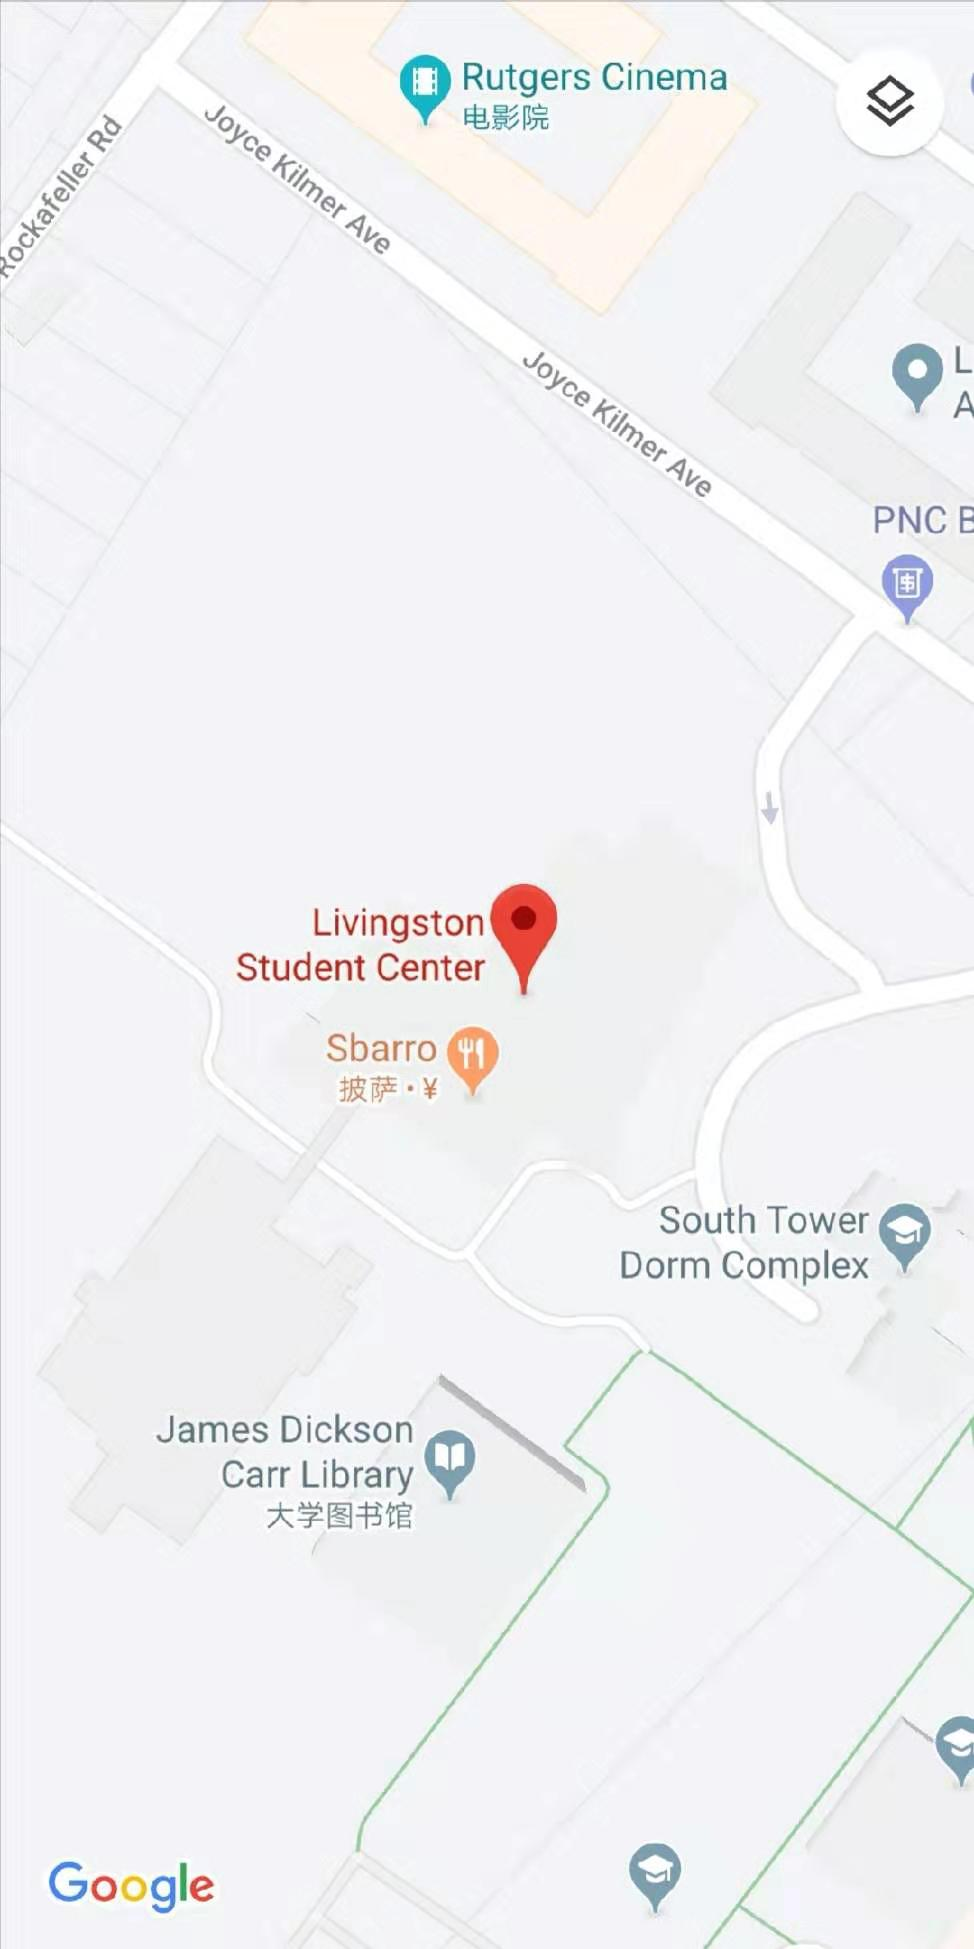 Rutgers Cinema
电影院
Rockafeller Rd
Joyce Kilmer Ave
L
A
Joyce Kilmer Ave
PNC B
Livingston
Student Center
Sbarro
披萨·¥
South Tower
Dorm Complex
James Dickson
Carr Library
大学图书馆
Google